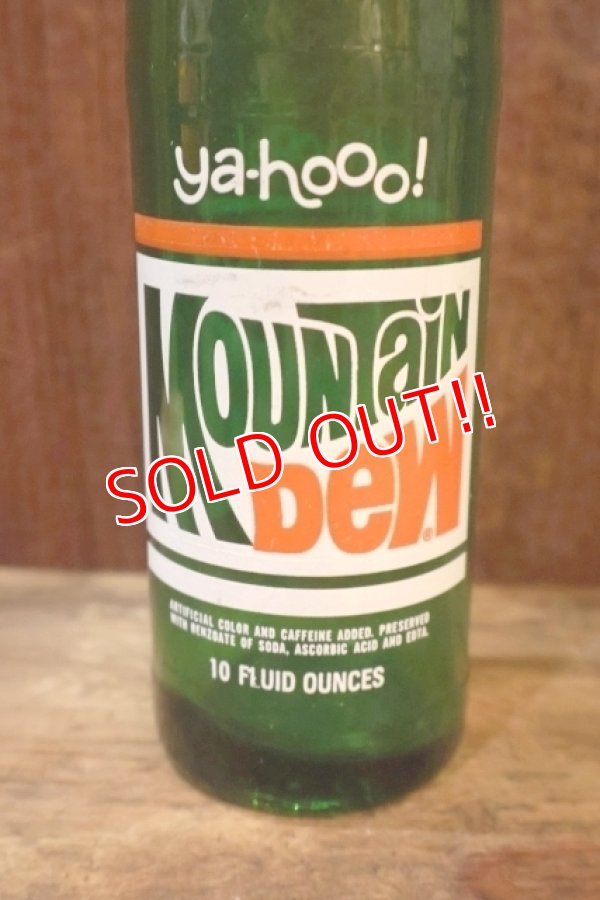 ya-hooo!
MOUNTaiN
DeW®
SOLD OUT!!
ARTIFICIAL COLOR AND CAFFEINE ADDED. PRESERVED
WITH BENZOATE OF SODA, ASCORBIC ACID AND EDTA.
10 FLUID OUNCES